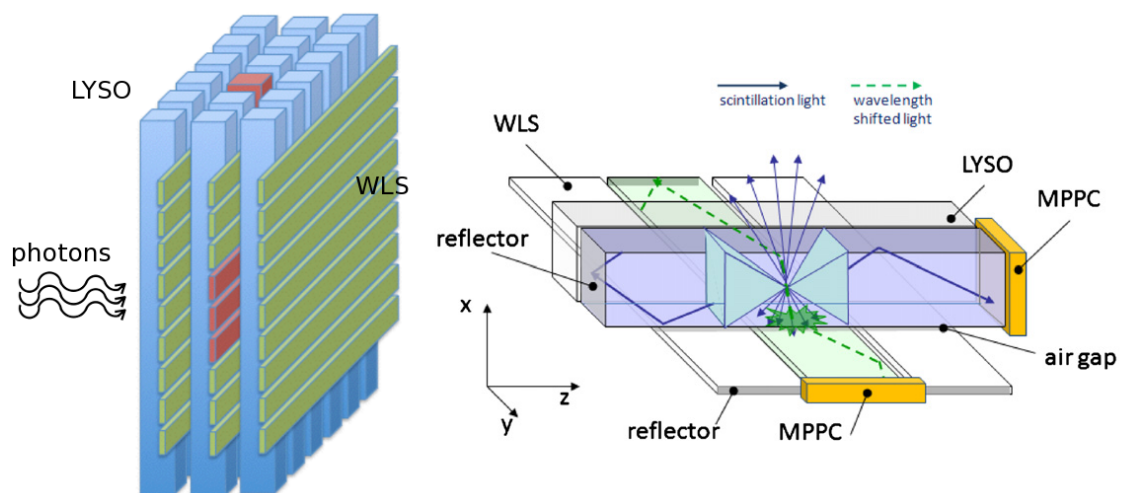 LYSO
WLS
photons
scintillation light
wavelength
shifted light
WLS
LYSO
MPPC
reflector
x
z
y
air gap
reflector
MPPC